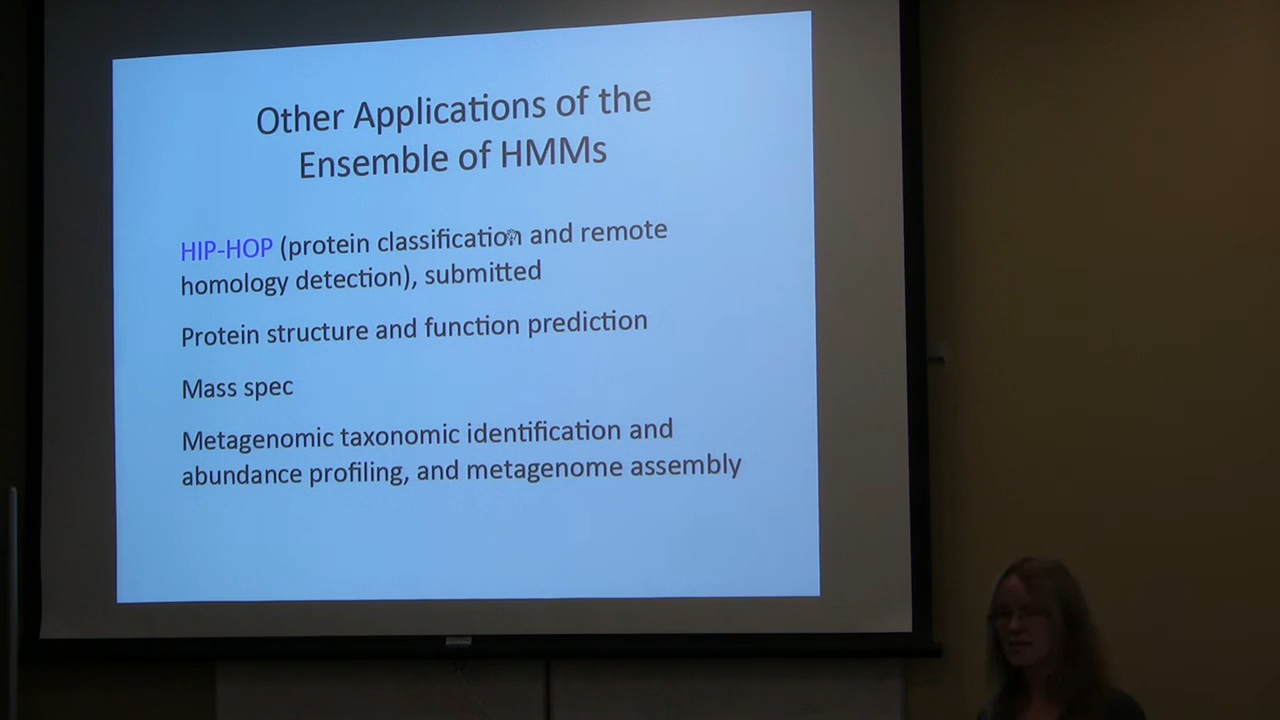 Other Applications of the
Ensemble of HMMs
HIP-HOP (protein classification and remote
homology detection), submitted
Protein structure and function prediction
Mass spec
Metagenomic taxonomic identification and
abundance profiling, and metagenome assembly